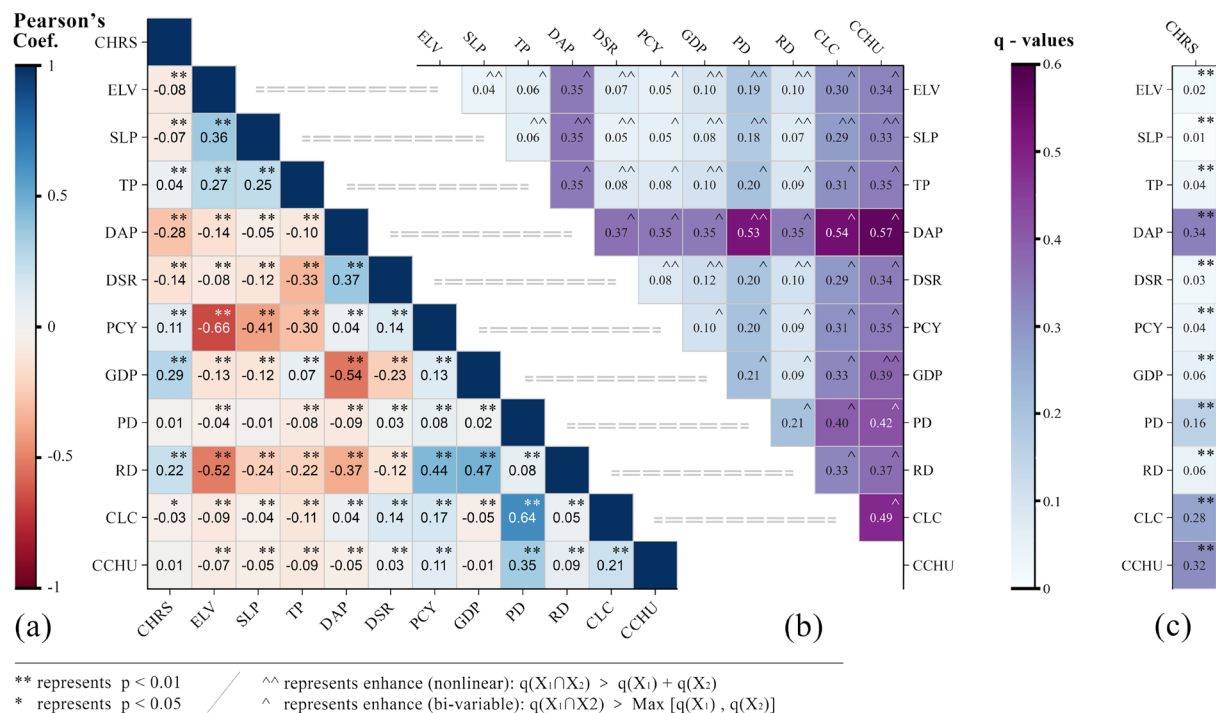 Pearson's
Coef.
1
0.5
0
-0.5
-1
CHRS
ELV SLP TP DAP DSR PCY GDP PD RD CLC CCHU
q - values
0.6
0.5
0.4
0.3
0.2
0.1
0
CHRS
ELV -0.08**
0.04^^ 0.06^ 0.35^ 0.07^^ 0.05^ 0.10^^ 0.19^^ 0.10^^ 0.30^ 0.34^ ELV
ELV 0.02**
SLP -0.07** 0.36**
0.06^^ 0.35^^ 0.05^^ 0.05^ 0.08^^ 0.18^^ 0.07^^ 0.29^^ 0.33^^ SLP
SLP 0.01**
TP 0.04** 0.27** 0.25**
0.35^ 0.08^^ 0.08^ 0.10^^ 0.20^ 0.09^ 0.31^ 0.35^ TP
TP 0.04**
DAP -0.28** -0.14** -0.05** -0.10**
0.37^ 0.35^ 0.35^ 0.53^^ 0.35^ 0.54^ 0.57^ DAP
DAP 0.34**
DSR -0.14** -0.08** -0.12** -0.33** 0.37**
0.08^^ 0.12^^ 0.20^ 0.10^^ 0.29^ 0.34^ DSR
DSR 0.03**
PCY 0.11** -0.66** -0.41** -0.30** 0.04** 0.14**
0.10^ 0.20^ 0.09^ 0.31^ 0.35^ PCY
PCY 0.04**
GDP 0.29** -0.13** -0.12** 0.07** -0.54** -0.23** 0.13**
0.21^ 0.09^ 0.33^ 0.39^^ GDP
GDP 0.06**
PD 0.01 -0.04** -0.01 -0.08** -0.09** 0.03** 0.08** 0.02**
0.21^ 0.40^ 0.42^ PD
PD 0.16**
RD 0.22** -0.52** -0.24** -0.22** -0.37** -0.12** 0.44** 0.47** 0.08**
0.33^ 0.37^ RD
RD 0.06**
CLC -0.03* -0.09** -0.04** -0.11** 0.04** 0.14** 0.17** -0.05** 0.64** 0.05**
0.49^ CLC
CLC 0.28**
CCHU 0.01 -0.07** -0.05** -0.09** -0.05** 0.03** 0.11** -0.01 0.35** 0.09** 0.21**
CCHU
CCHU 0.32**
CHRS ELV SLP TP DAP DSR PCY GDP PD RD CLC CCHU
(a)
(b)
(c)
** represents p < 0.01
* represents p < 0.05
^^ represents enhance (nonlinear): q(X₁∩X₂) > q(X₁) + q(X₂)
^ represents enhance (bi-variable): q(X₁∩X2) > Max [q(X₁) , q(X₂)]